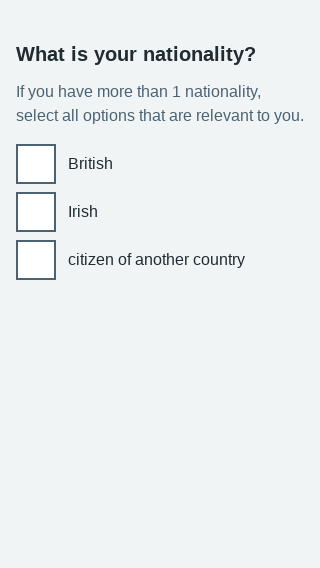 What is your nationality?
If you have more than 1 nationality,
select all options that are relevant to you.
British
Irish
citizen of another country